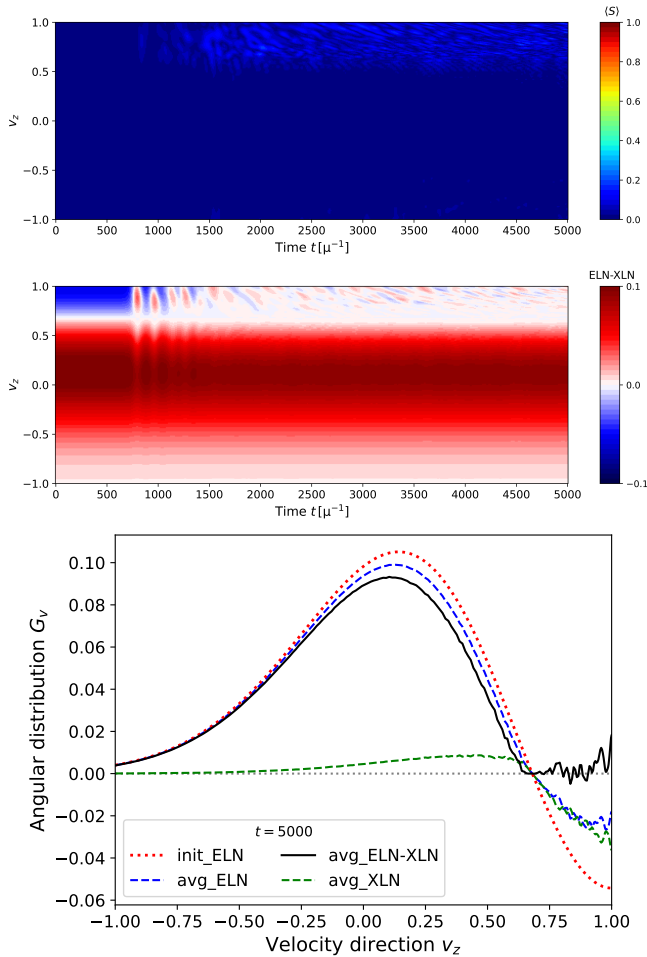 ⟨S⟩
1.0
0.5
0.0
−0.5
−1.0
v_z
0 500 1000 1500 2000 2500 3000 3500 4000 4500 5000
Time t [μ⁻¹]
1.0
0.8
0.6
0.4
0.2
0.0
ELN-XLN
1.0
0.5
0.0
−0.5
−1.0
v_z
0 500 1000 1500 2000 2500 3000 3500 4000 4500 5000
Time t [μ⁻¹]
0.1
0.0
−0.1
Angular distribution G_v
0.10
0.08
0.06
0.04
0.02
0.00
−0.02
−0.04
−0.06
t = 5000
init_ELN avg_ELN-XLN
avg_ELN avg_XLN
−1.00 −0.75 −0.50 −0.25 0.00 0.25 0.50 0.75 1.00
Velocity direction v_z